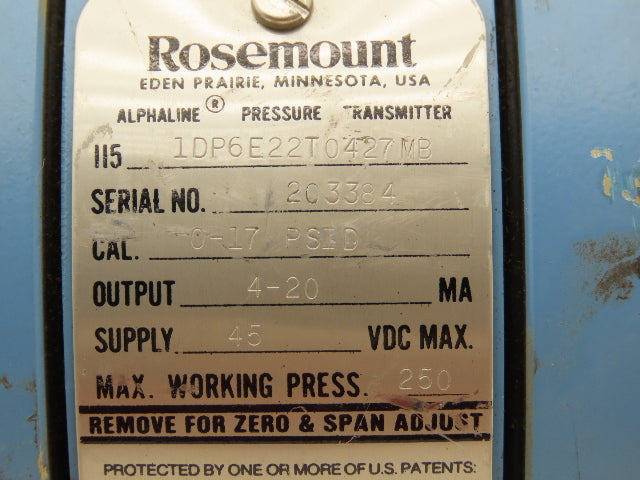 Rosemount
EDEN PRAIRIE, MINNESOTA, USA
ALPHALINE ® PRESSURE TRANSMITTER
115 1DP6E22T0427MB
SERIAL NO. 203384
CAL. 0-17 PSID
OUTPUT 4-20 MA
SUPPLY 45 VDC MAX.
MAX. WORKING PRESS. 250
REMOVE FOR ZERO & SPAN ADJUST
PROTECTED BY ONE OR MORE OF U.S. PATENTS: